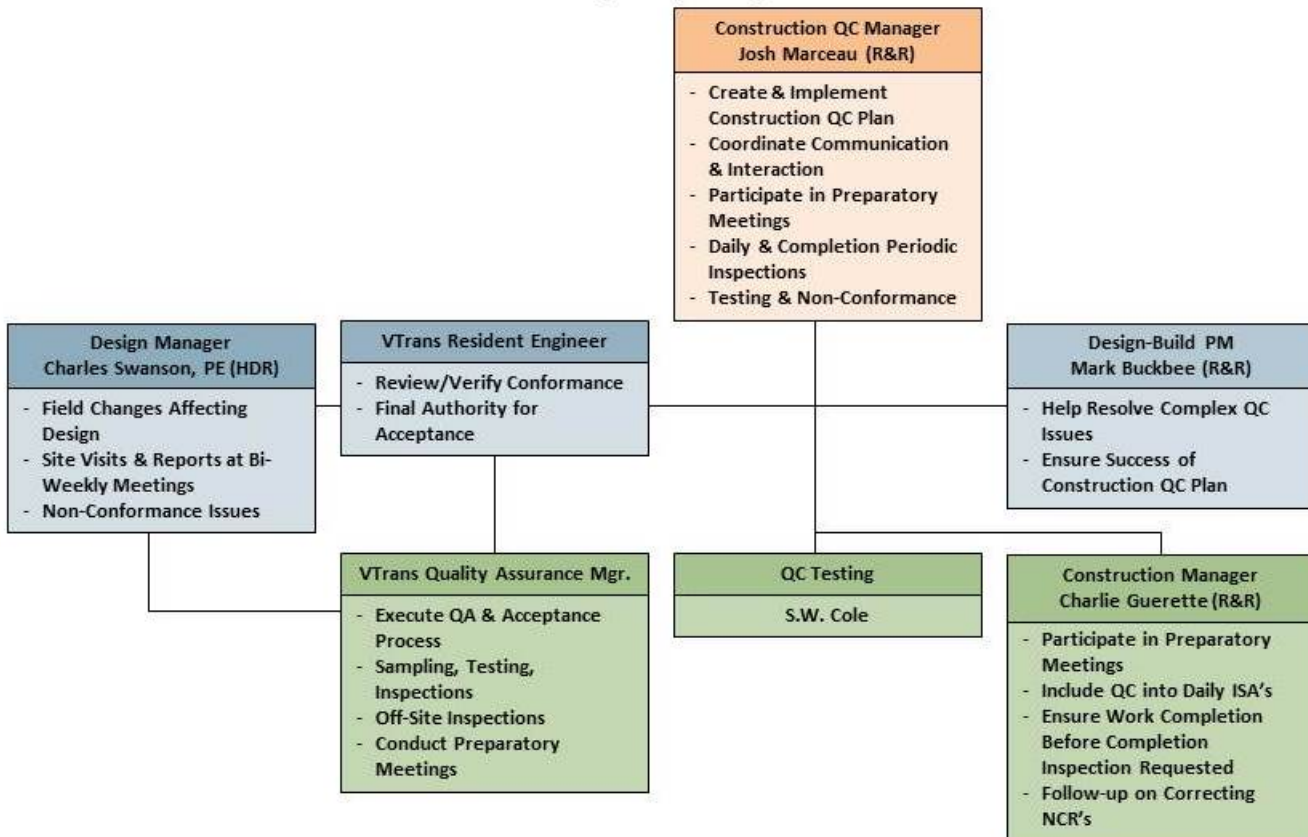 Construction QC Manager
Josh Marceau (R&R)
- Create & Implement
Construction QC Plan
- Coordinate Communication
& Interaction
- Participate in Preparatory
Meetings
- Daily & Completion Periodic
Inspections
- Testing & Non-Conformance
Design Manager
Charles Swanson, PE (HDR)
- Field Changes Affecting
Design
- Site Visits & Reports at Bi-
Weekly Meetings
- Non-Conformance Issues
VTrans Resident Engineer
- Review/Verify Conformance
- Final Authority for
Acceptance
Design-Build PM
Mark Buckbee (R&R)
- Help Resolve Complex QC
Issues
- Ensure Success of
Construction QC Plan
VTrans Quality Assurance Mgr.
- Execute QA & Acceptance
Process
- Sampling, Testing,
Inspections
- Off-Site Inspections
- Conduct Preparatory
Meetings
QC Testing
S.W. Cole
Construction Manager
Charlie Guerette (R&R)
- Participate in Preparatory
Meetings
- Include QC into Daily ISA's
- Ensure Work Completion
Before Completion
Inspection Requested
- Follow-up on Correcting
NCR's